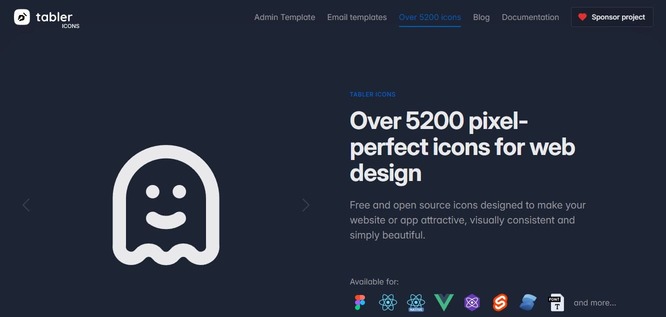 tabler
ICONS
Admin Template
Email templates
Over 5200 icons
Blog
Documentation
Sponsor project
TABLER ICONS
Over 5200 pixel-
perfect icons for web
design
Free and open source icons designed to make your
website or app attractive, visually consistent and
simply beautiful.
Available for:
NATIVE
FONT
T
and more...